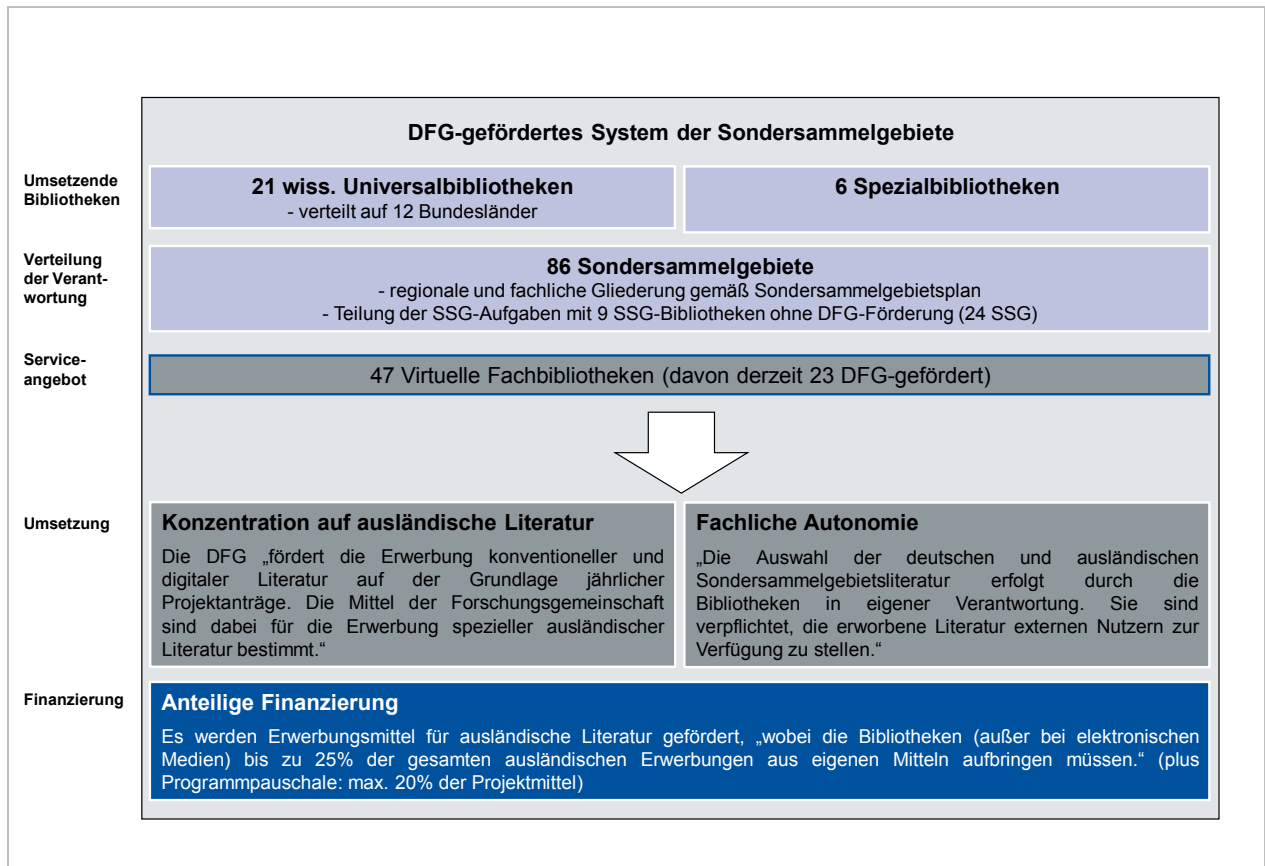 DFG-gefördertes System der Sondersammelgebiete
Umsetzende
Bibliotheken
21 wiss. Universalbibliotheken
- verteilt auf 12 Bundesländer
6 Spezialbibliotheken
Verteilung
der Verant-
wortung
86 Sondersammelgebiete
- regionale und fachliche Gliederung gemäß Sondersammelgebietsplan
- Teilung der SSG-Aufgaben mit 9 SSG-Bibliotheken ohne DFG-Förderung (24 SSG)
Service-
angebot
47 Virtuelle Fachbibliotheken (davon derzeit 23 DFG-gefördert)
Umsetzung
Konzentration auf ausländische Literatur
Die DFG „fördert die Erwerbung konventioneller und
digitaler Literatur auf der Grundlage jährlicher
Projektanträge. Die Mittel der Forschungsgemeinschaft
sind dabei für die Erwerbung spezieller ausländischer
Literatur bestimmt.“
Fachliche Autonomie
„Die Auswahl der deutschen und ausländischen
Sondersammelgebietsliteratur erfolgt durch die
Bibliotheken in eigener Verantwortung. Sie sind
verpflichtet, die erworbene Literatur externen Nutzern zur
Verfügung zu stellen.“
Finanzierung
Anteilige Finanzierung
Es werden Erwerbungsmittel für ausländische Literatur gefördert, „wobei die Bibliotheken (außer bei elektronischen
Medien) bis zu 25% der gesamten ausländischen Erwerbungen aus eigenen Mitteln aufbringen müssen.“ (plus
Programmpauschale: max. 20% der Projektmittel)